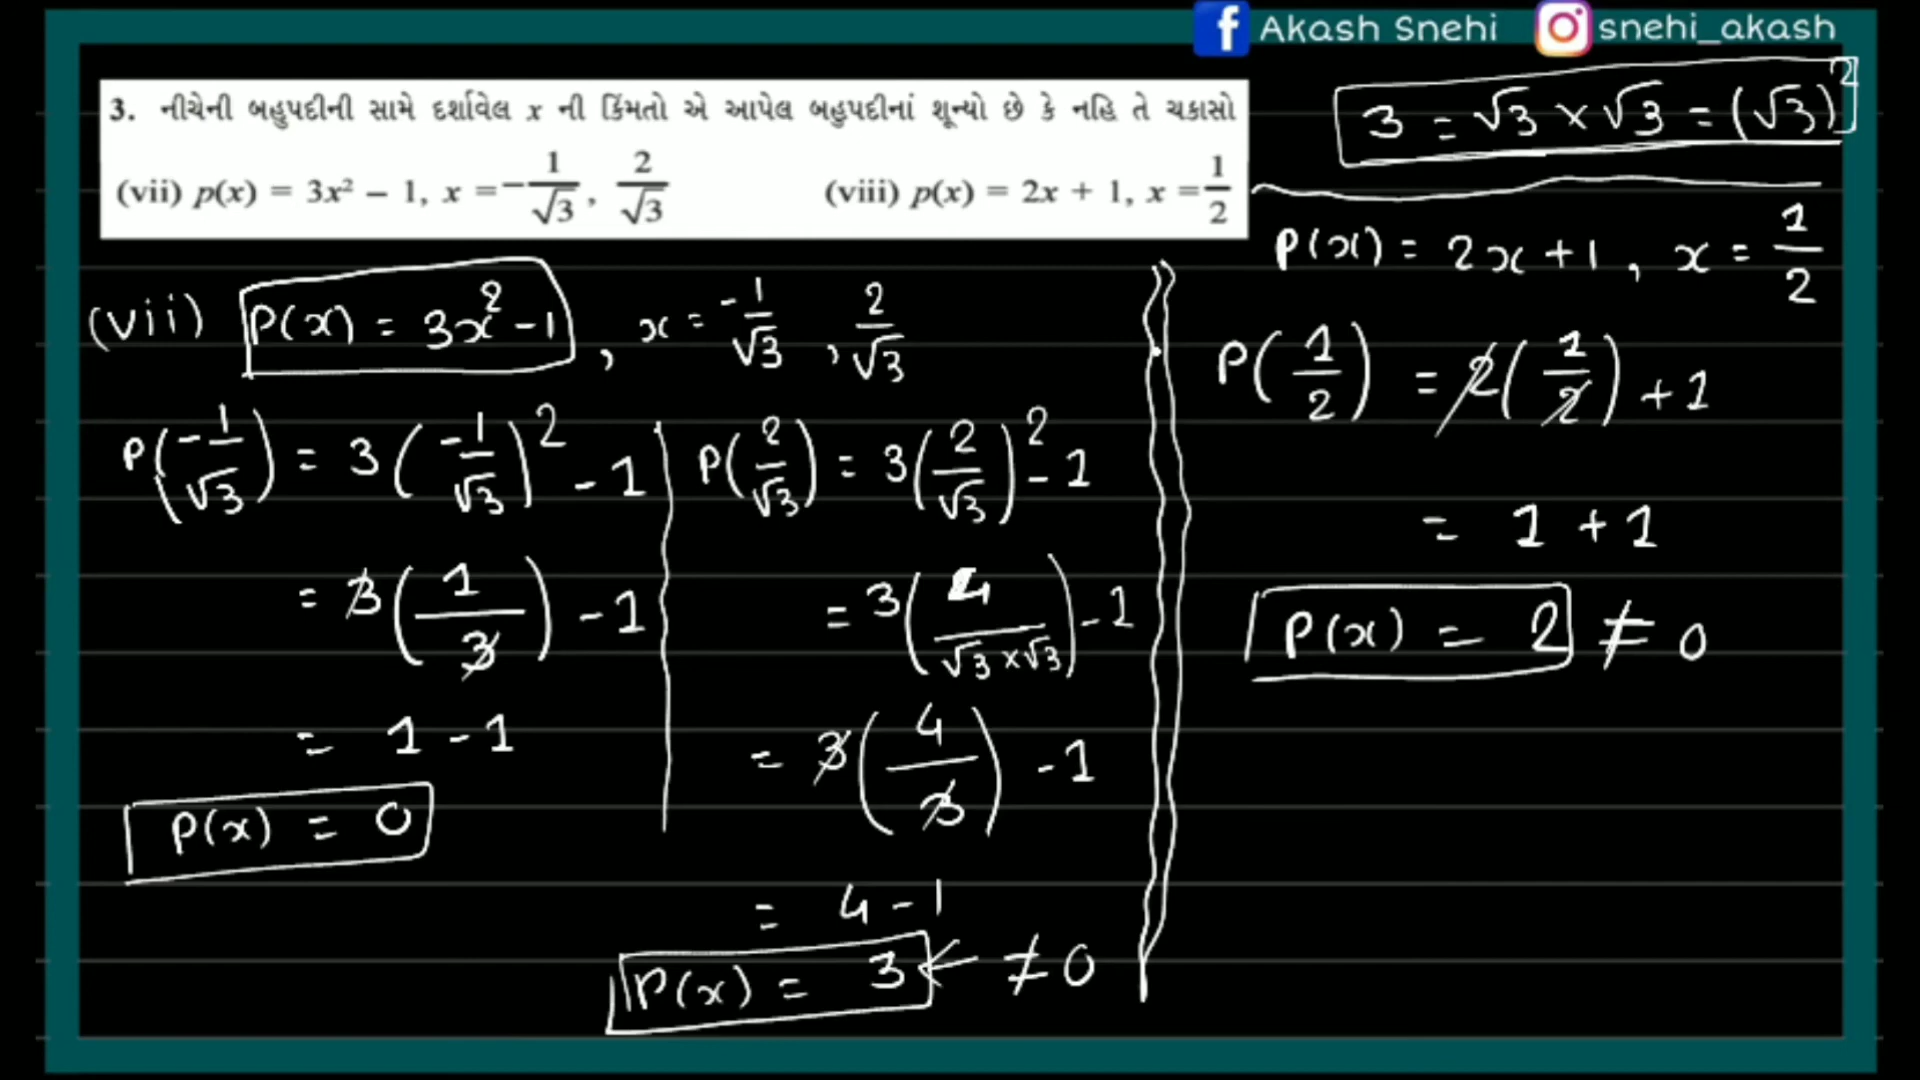 Akash Snehi snehi_akash
3. નીચેની બહુપદીની સામે દર્શાવેલ x ની કિંમતો એ આપેલ બહુપદીનાં શૂન્યો છે કે નહિ તે ચકાસો
(vii) p(x) = 3x² – 1, x = –1/√3, 2/√3 (viii) p(x) = 2x + 1, x = 1/2
3 = √3 × √3 = (√3)²
(vii) P(x) = 3x² - 1, x = -1/√3, 2/√3
P(-1/√3) = 3(-1/√3)² - 1
= 3(1/3) - 1
= 1 - 1
P(x) = 0
P(2/√3) = 3(2/√3)² - 1
= 3(4/√3×√3) - 1
= 3(4/3) - 1
= 4 - 1
P(x) = 3 ← ≠ 0
P(x) = 2x + 1, x = 1/2
P(1/2) = 2(1/2) + 1
= 1 + 1
P(x) = 2 ≠ 0